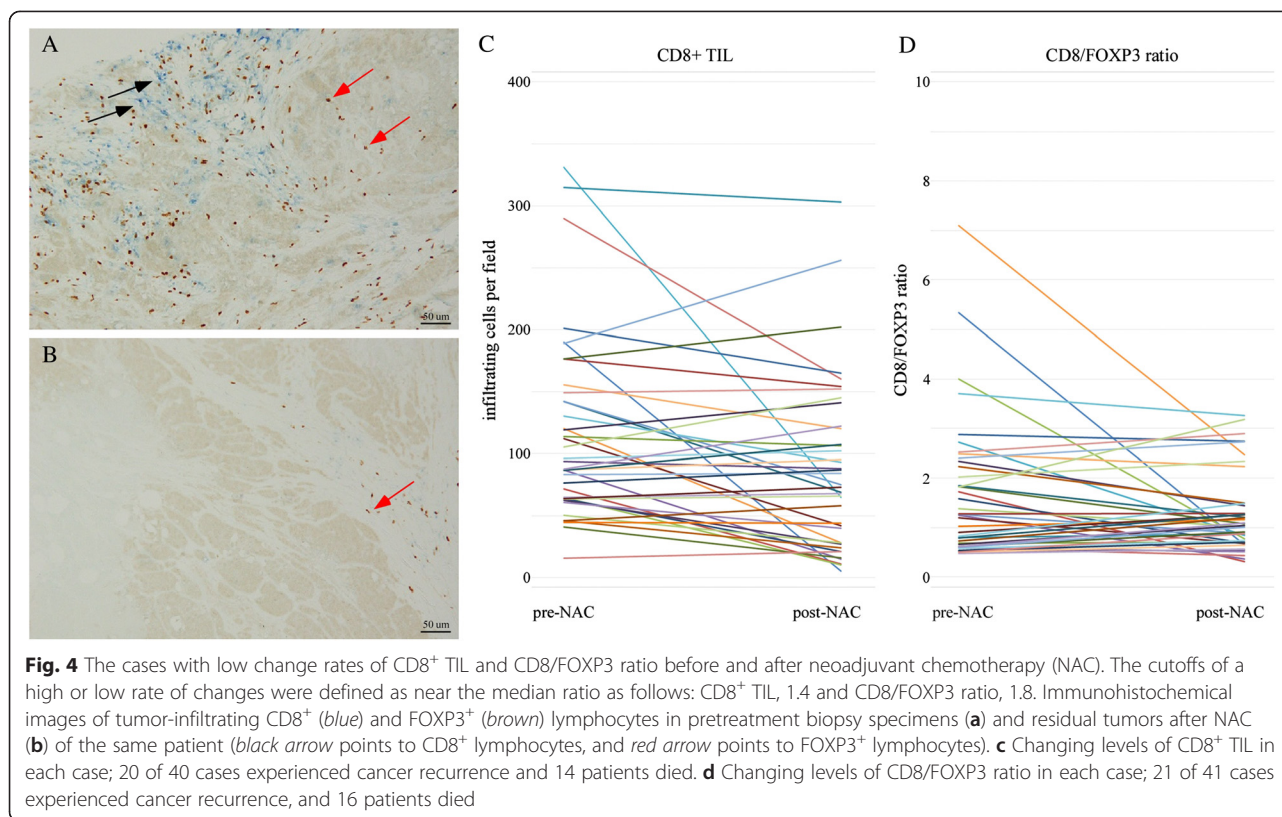 A
50 um
B
50 um
C
CD8+ TIL
400
300
200
100
0
infiltrating cells per field
pre-NAC
post-NAC
D
CD8/FOXP3 ratio
10
8
6
4
2
0
CD8/FOXP3 ratio
pre-NAC
post-NAC
Fig. 4 The cases with low change rates of CD8⁺ TIL and CD8/FOXP3 ratio before and after neoadjuvant chemotherapy (NAC). The cutoffs of a
high or low rate of changes were defined as near the median ratio as follows: CD8⁺ TIL, 1.4 and CD8/FOXP3 ratio, 1.8. Immunohistochemical
images of tumor-infiltrating CD8⁺ (blue) and FOXP3⁺ (brown) lymphocytes in pretreatment biopsy specimens (a) and residual tumors after NAC
(b) of the same patient (black arrow points to CD8⁺ lymphocytes, and red arrow points to FOXP3⁺ lymphocytes). c Changing levels of CD8⁺ TIL in
each case; 20 of 40 cases experienced cancer recurrence and 14 patients died. d Changing levels of CD8/FOXP3 ratio in each case; 21 of 41 cases
experienced cancer recurrence, and 16 patients died